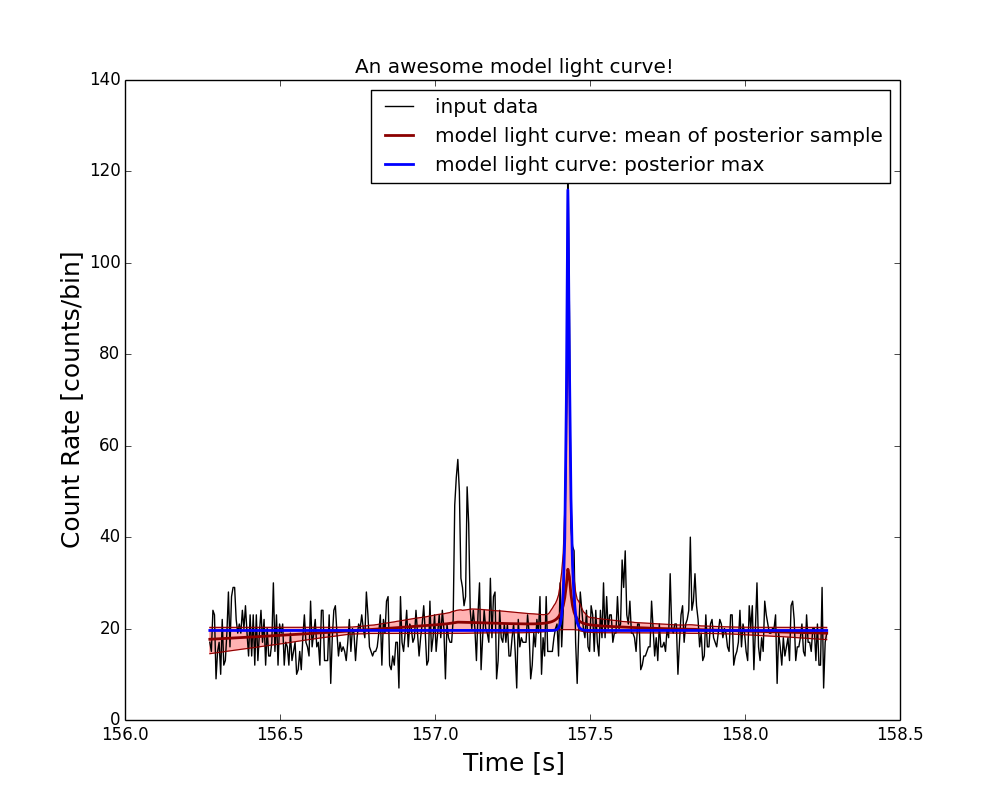 An awesome model light curve!
input data
model light curve: mean of posterior sample
model light curve: posterior max
140
120
100
80
60
40
20
0
Count Rate [counts/bin]
156.0 156.5 157.0 157.5 158.0 158.5
Time [s]